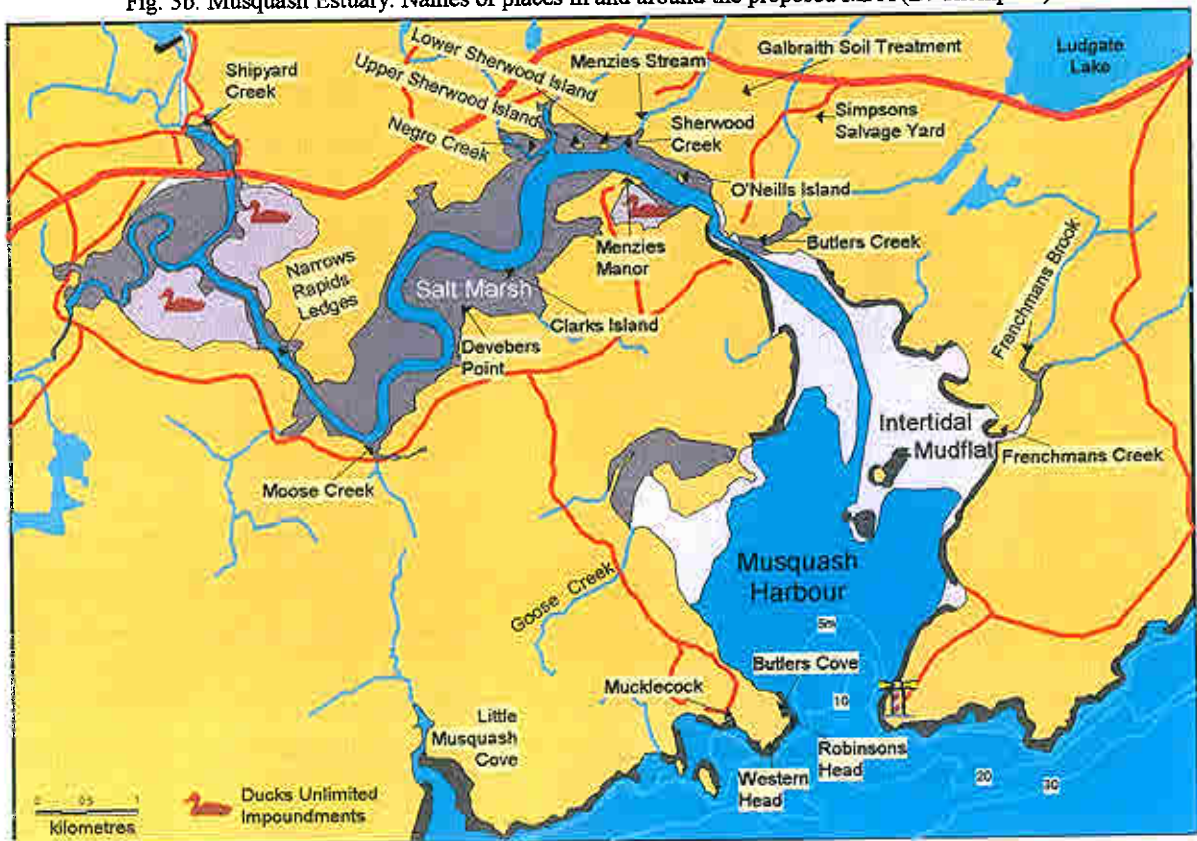 Fig. 3b. Musquash Estuary. Names of places in and around the proposed
Ludgate
Lake
Galbraith Soil Treatment
Lower Sherwood Island
Menzies Stream
Upper Sherwood Island
Shipyard
Creek
Simpsons
Salvage Yard
Negro Creek
Sherwood
Creek
O'Neills Island
Menzies
Manor
Butlers Creek
Narrows
Rapids
Ledges
Salt Marsh
Clarks Island
Devebers
Point
Frenchmans Brook
Intertidal
Mudflat
Frenchmans Creek
Moose Creek
Musquash
Harbour
Goose Creek
5m
Butlers Cove
Mucklecock
10
Little
Musquash
Cove
Robinsons
Head
Western
Head
20
30
Ducks Unlimited
Impoundments
0 0.5 1
kilometres